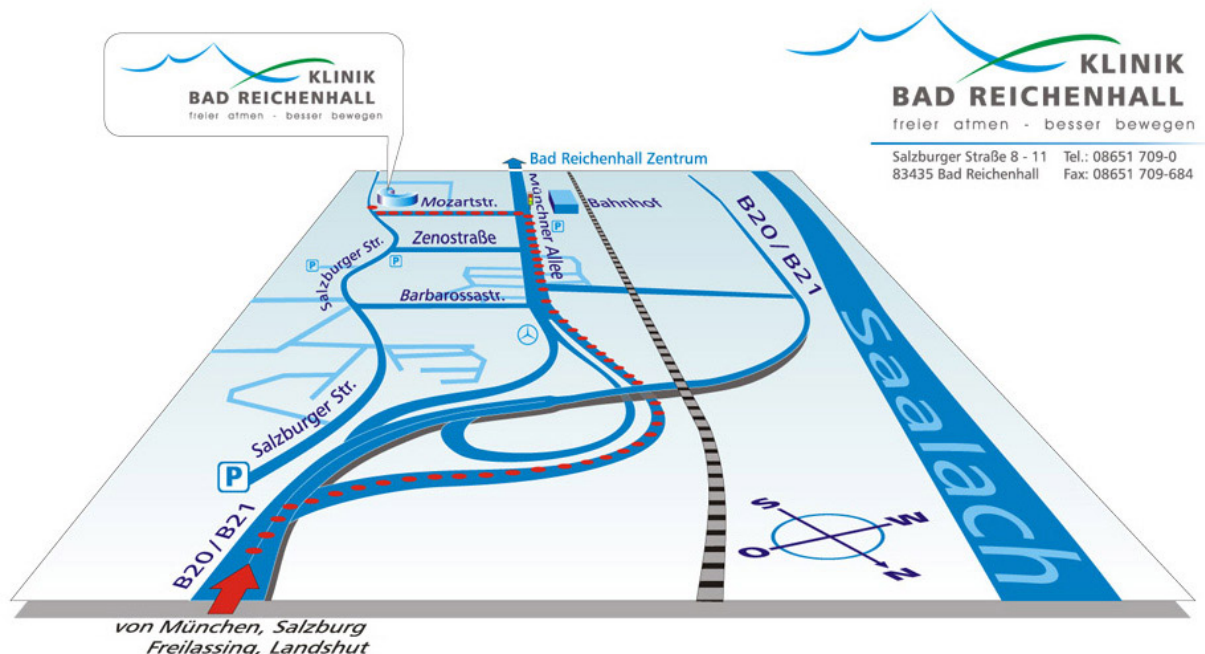 KLINIK
BAD REICHENHALL
freier atmen - besser bewegen
KLINIK
BAD REICHENHALL
freier atmen - besser bewegen
Salzburger Straße 8 - 11 Tel.: 08651 709-0
83435 Bad Reichenhall Fax: 08651 709-684
Bad Reichenhall Zentrum
Mozartstr.
Münchner Allee
Bahnhof
P
Zenostraße
Salzburger Str.
P
P
Barbarossastr.
B20/B21
Saalach
Salzburger Str.
P
B20/B21
S
W
O
N
von München, Salzburg
Freilassing, Landshut